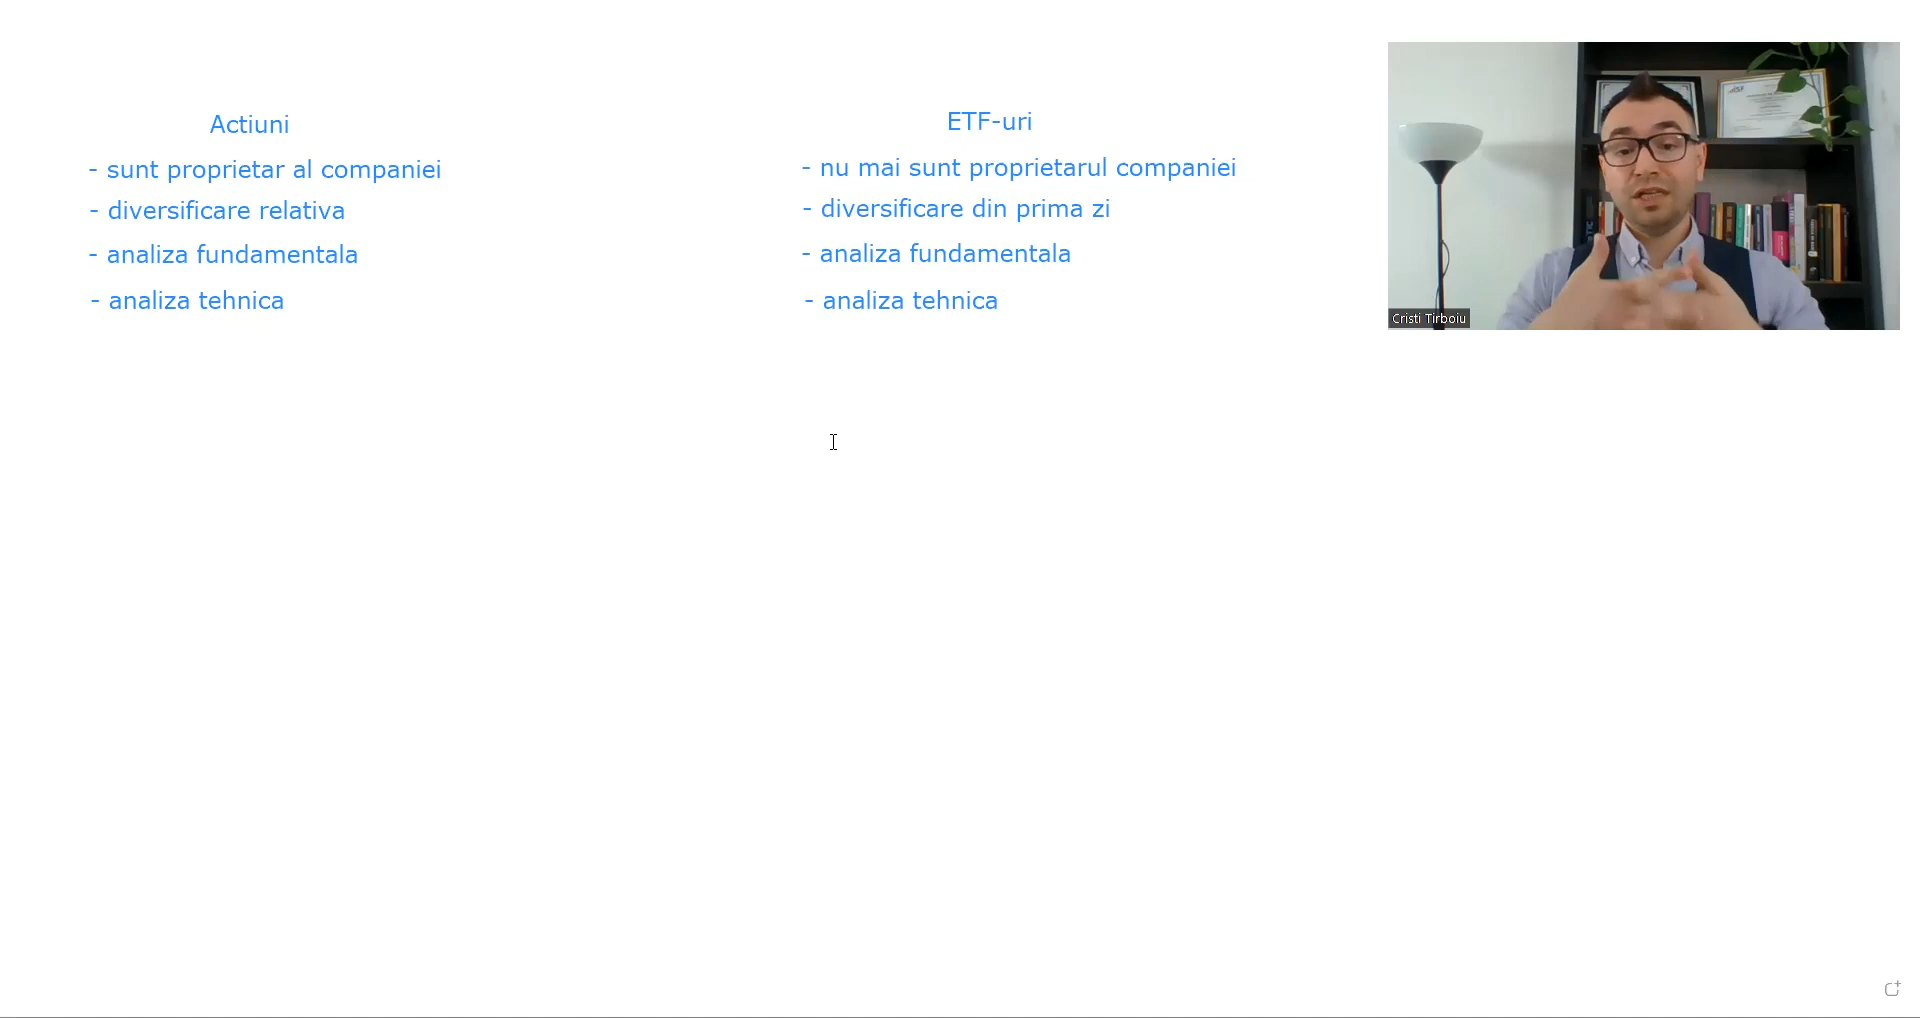 Actiuni
- sunt proprietar al companiei
- diversificare relativa
- analiza fundamentala
- analiza tehnica
ETF-uri
- nu mai sunt proprietarul companiei
- diversificare din prima zi
- analiza fundamentala
- analiza tehnica
Cristi Tirboiu